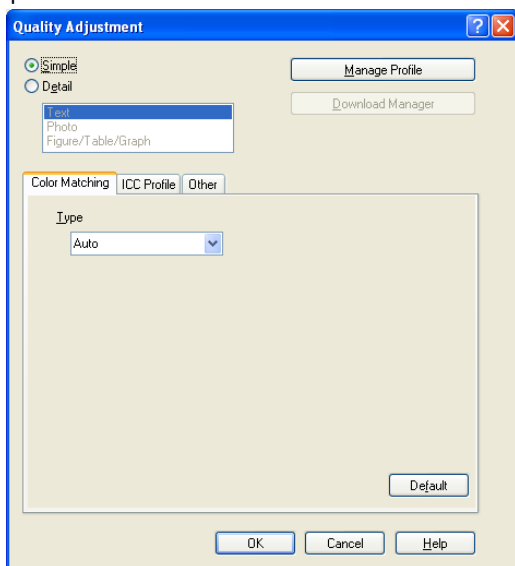 Quality Adjustment
Simple
Detail
Manage Profile
Download Manager
Text
Photo
Figure/Table/Graph
Color Matching ICC Profile Other
Type
Auto
Default
OK Cancel Help